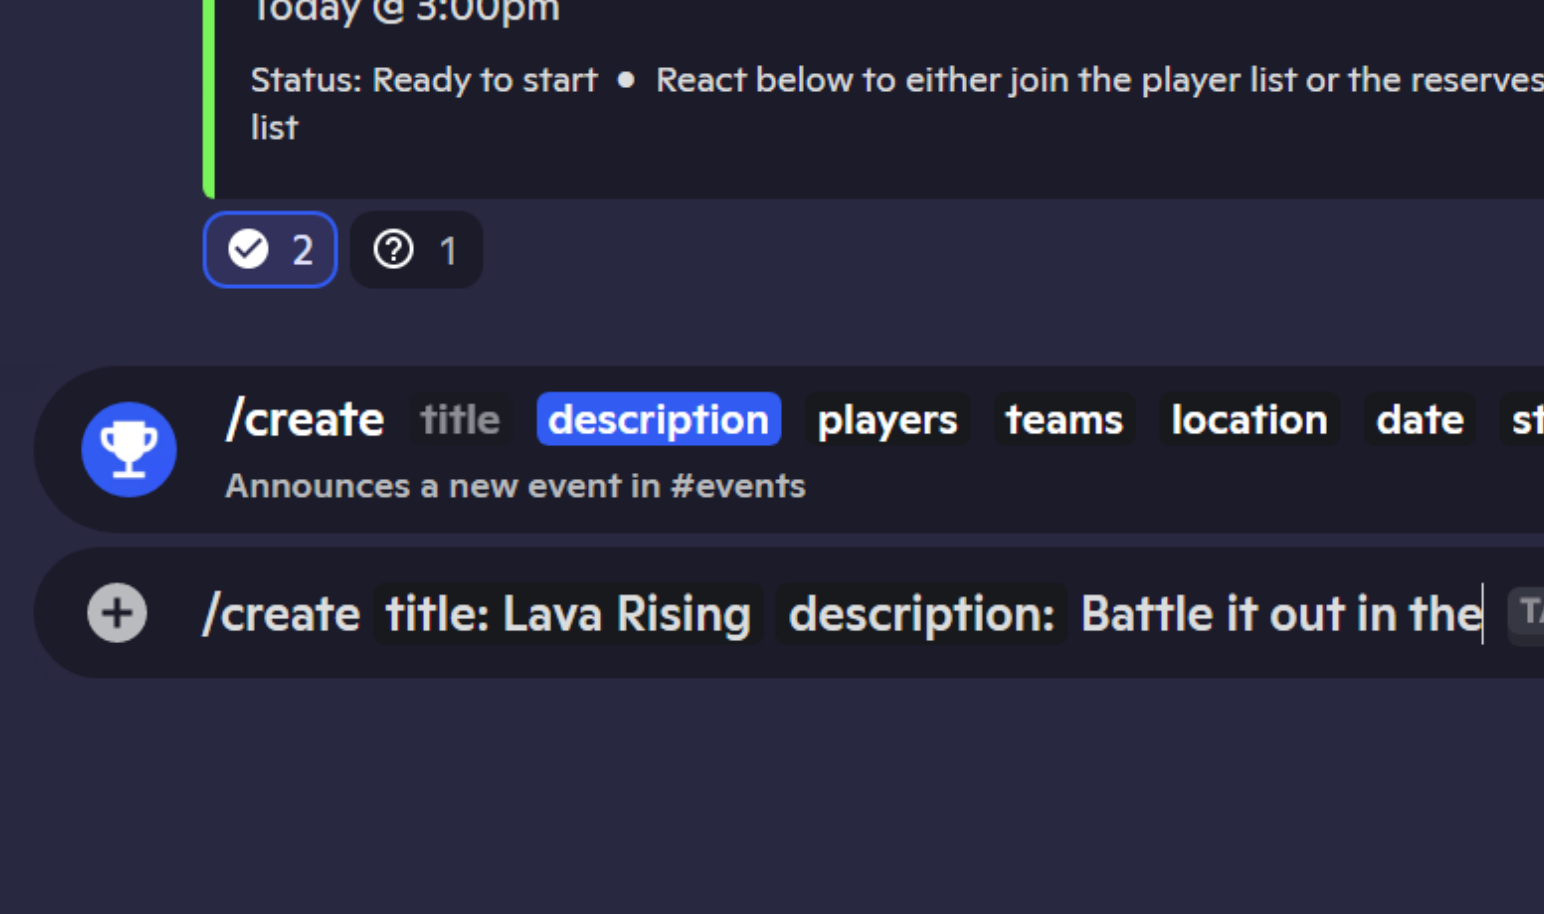 Today @ 3:00pm
Status: Ready to start ● React below to either join the player list or the reserves
list
2 1
/create title description players teams location date
Announces a new event in #events
/create title: Lava Rising description: Battle it out in the